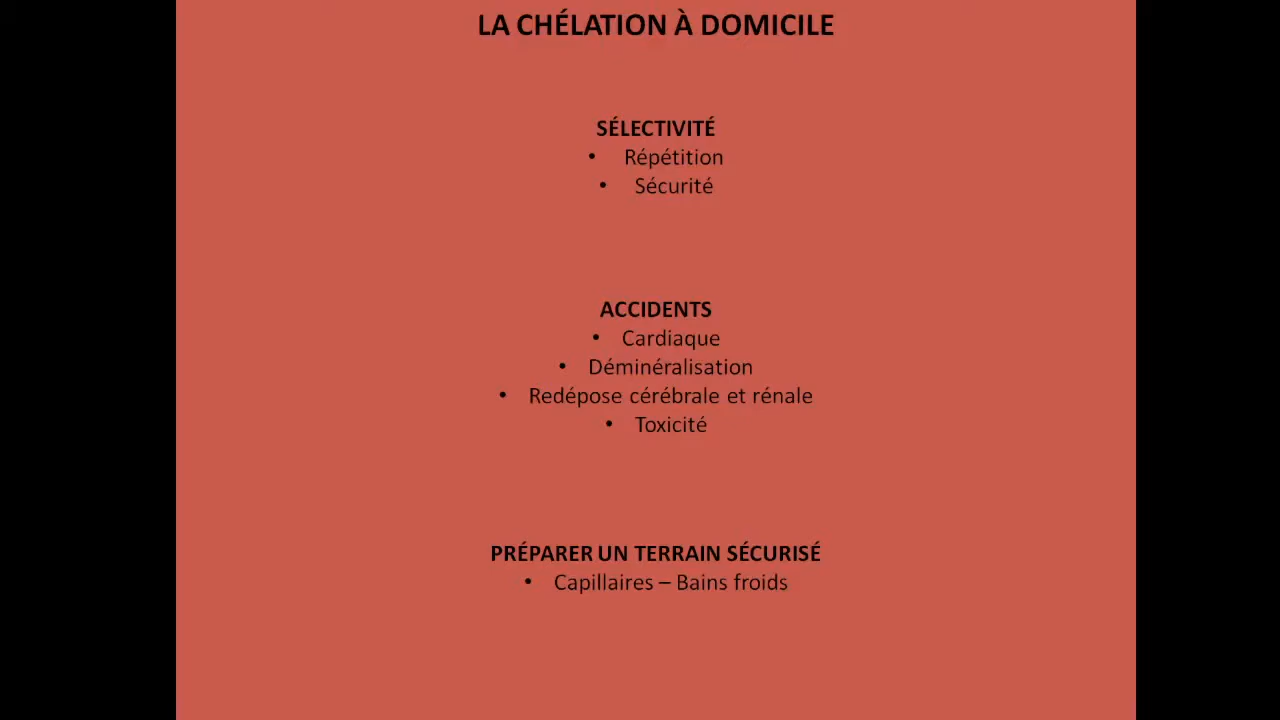 LA CHÉLATION À DOMICILE
SÉLECTIVITÉ
• Répétition
• Sécurité
ACCIDENTS
• Cardiaque
• Déminéralisation
• Redépose cérébrale et rénale
• Toxicité
PRÉPARER UN TERRAIN SÉCURISÉ
• Capillaires – Bains froids